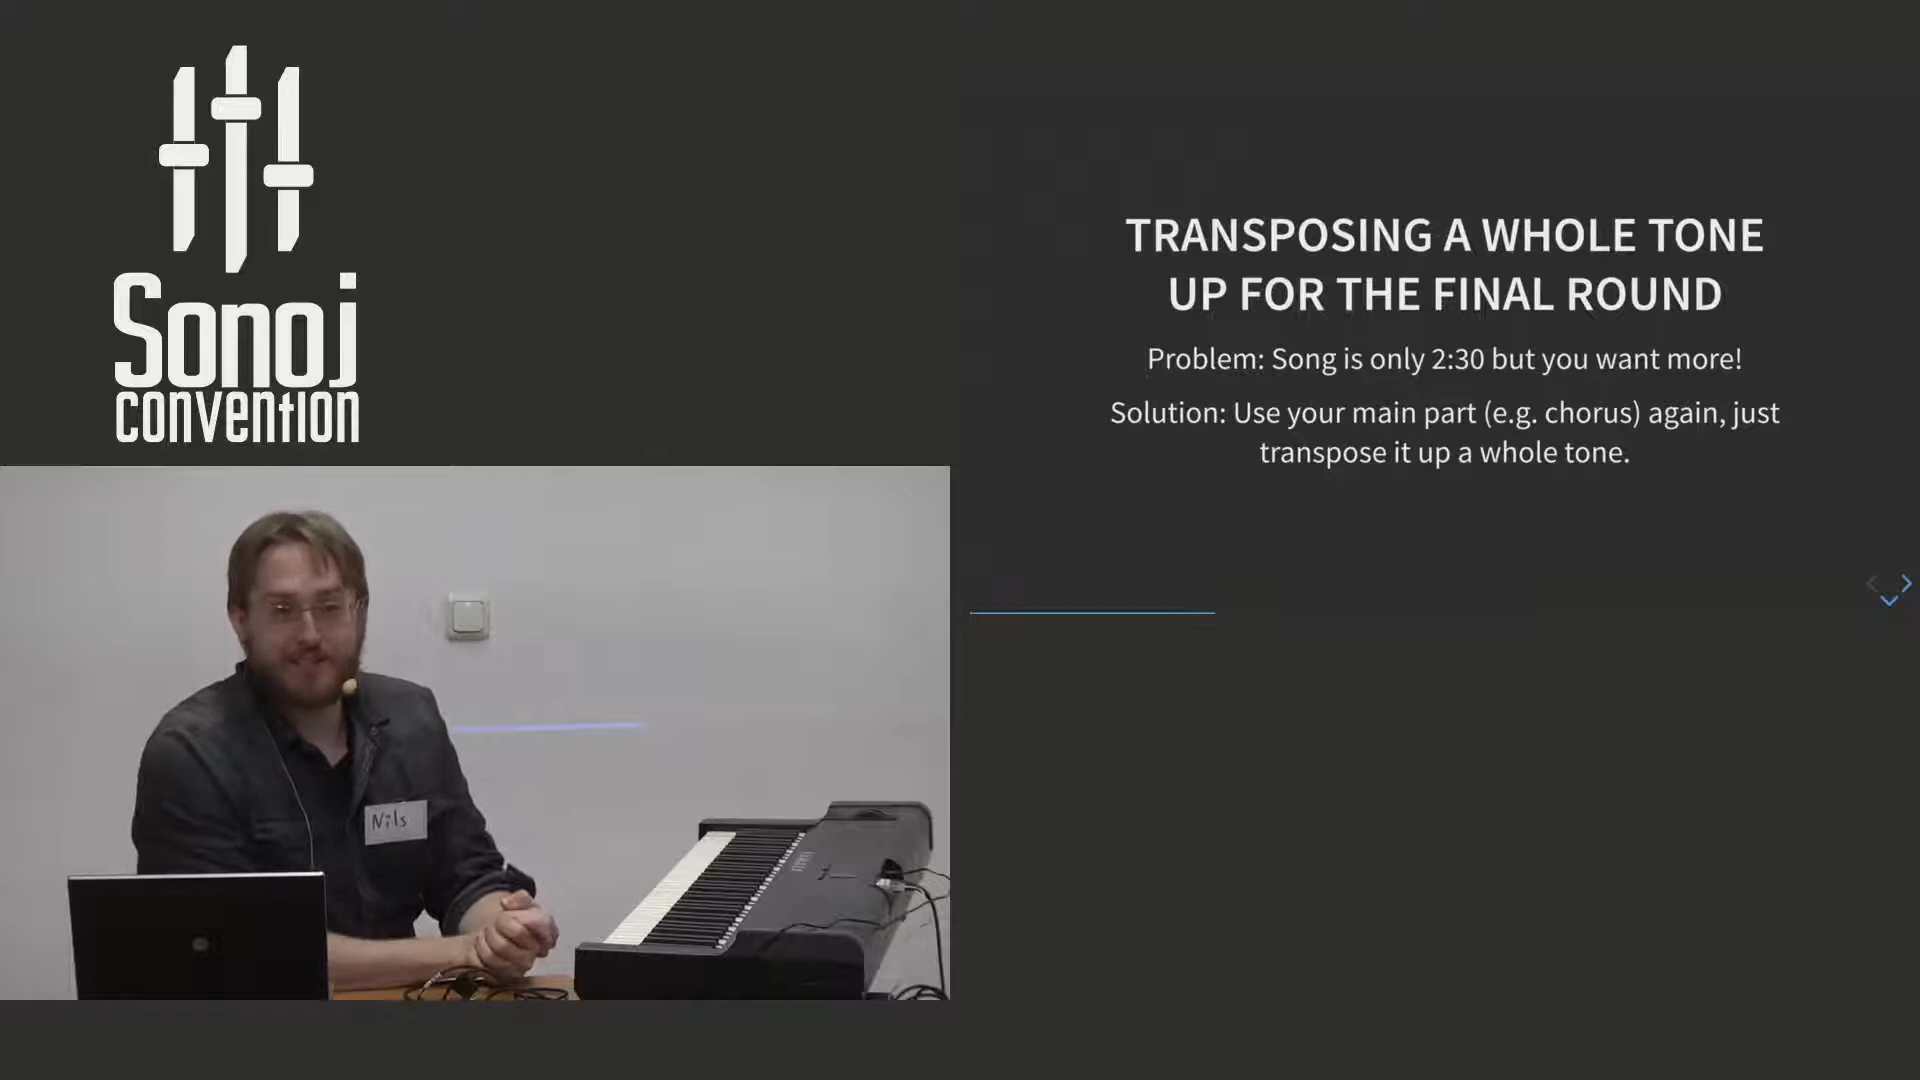 Sonoj
convention
TRANSPOSING A WHOLE TONE
UP FOR THE FINAL ROUND
Problem: Song is only 2:30 but you want more!
Solution: Use your main part (e.g. chorus) again, just
transpose it up a whole tone.
Nils